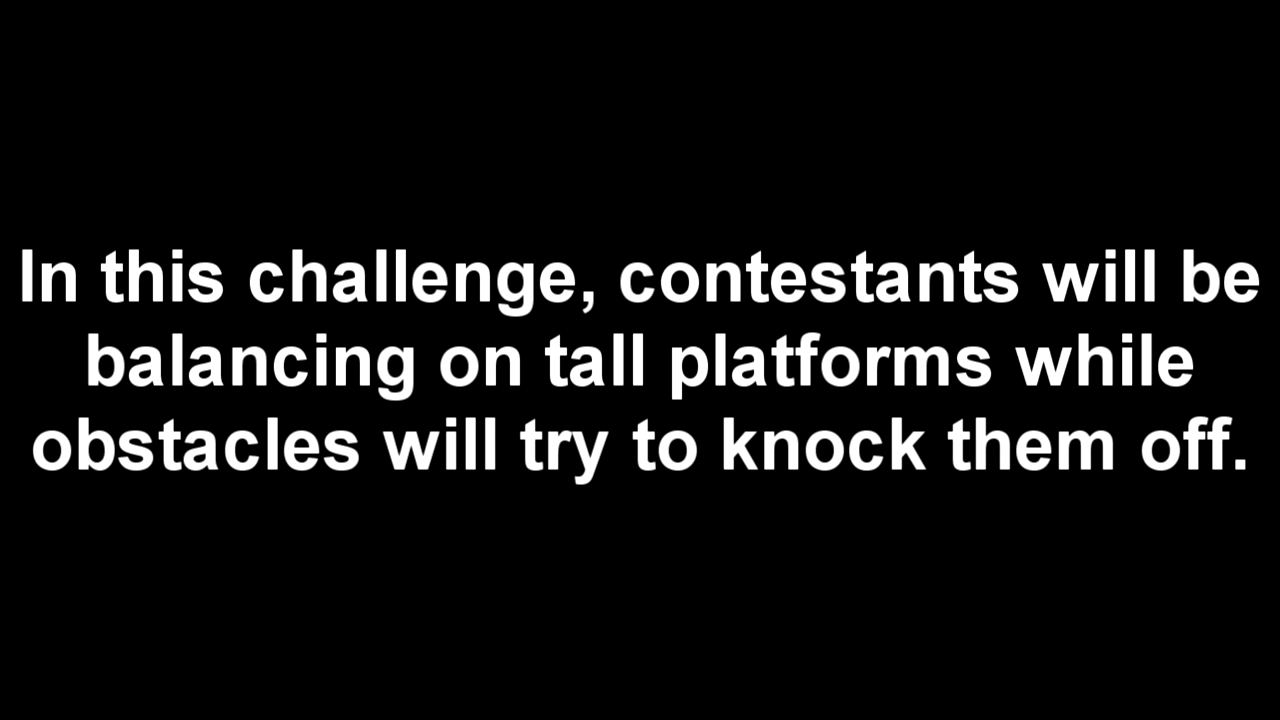 In this challenge, contestants will be
balancing on tall platforms while
obstacles will try to knock them off.